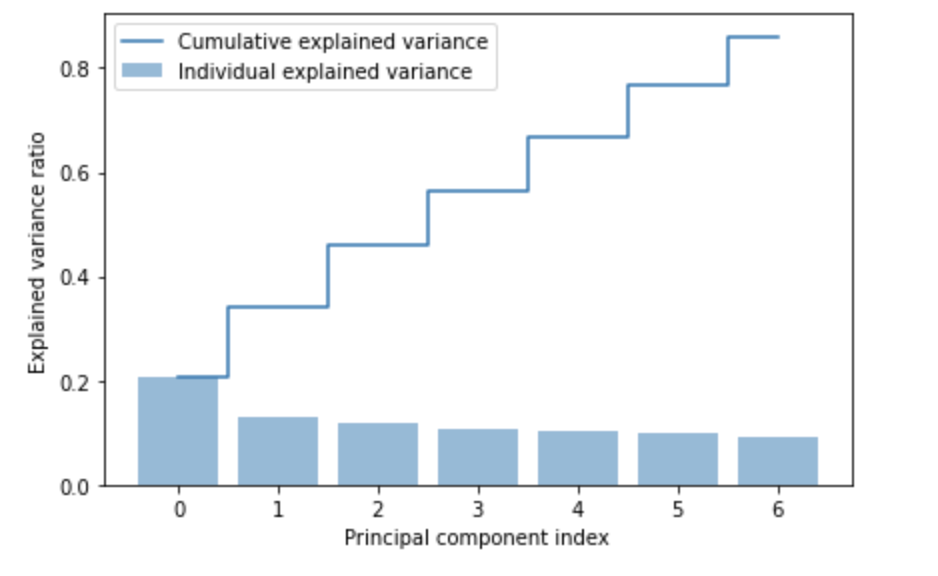 Cumulative explained variance
Individual explained variance
0.8
0.6
0.4
0.2
0.0
Explained variance ratio
0 1 2 3 4 5 6
Principal component index